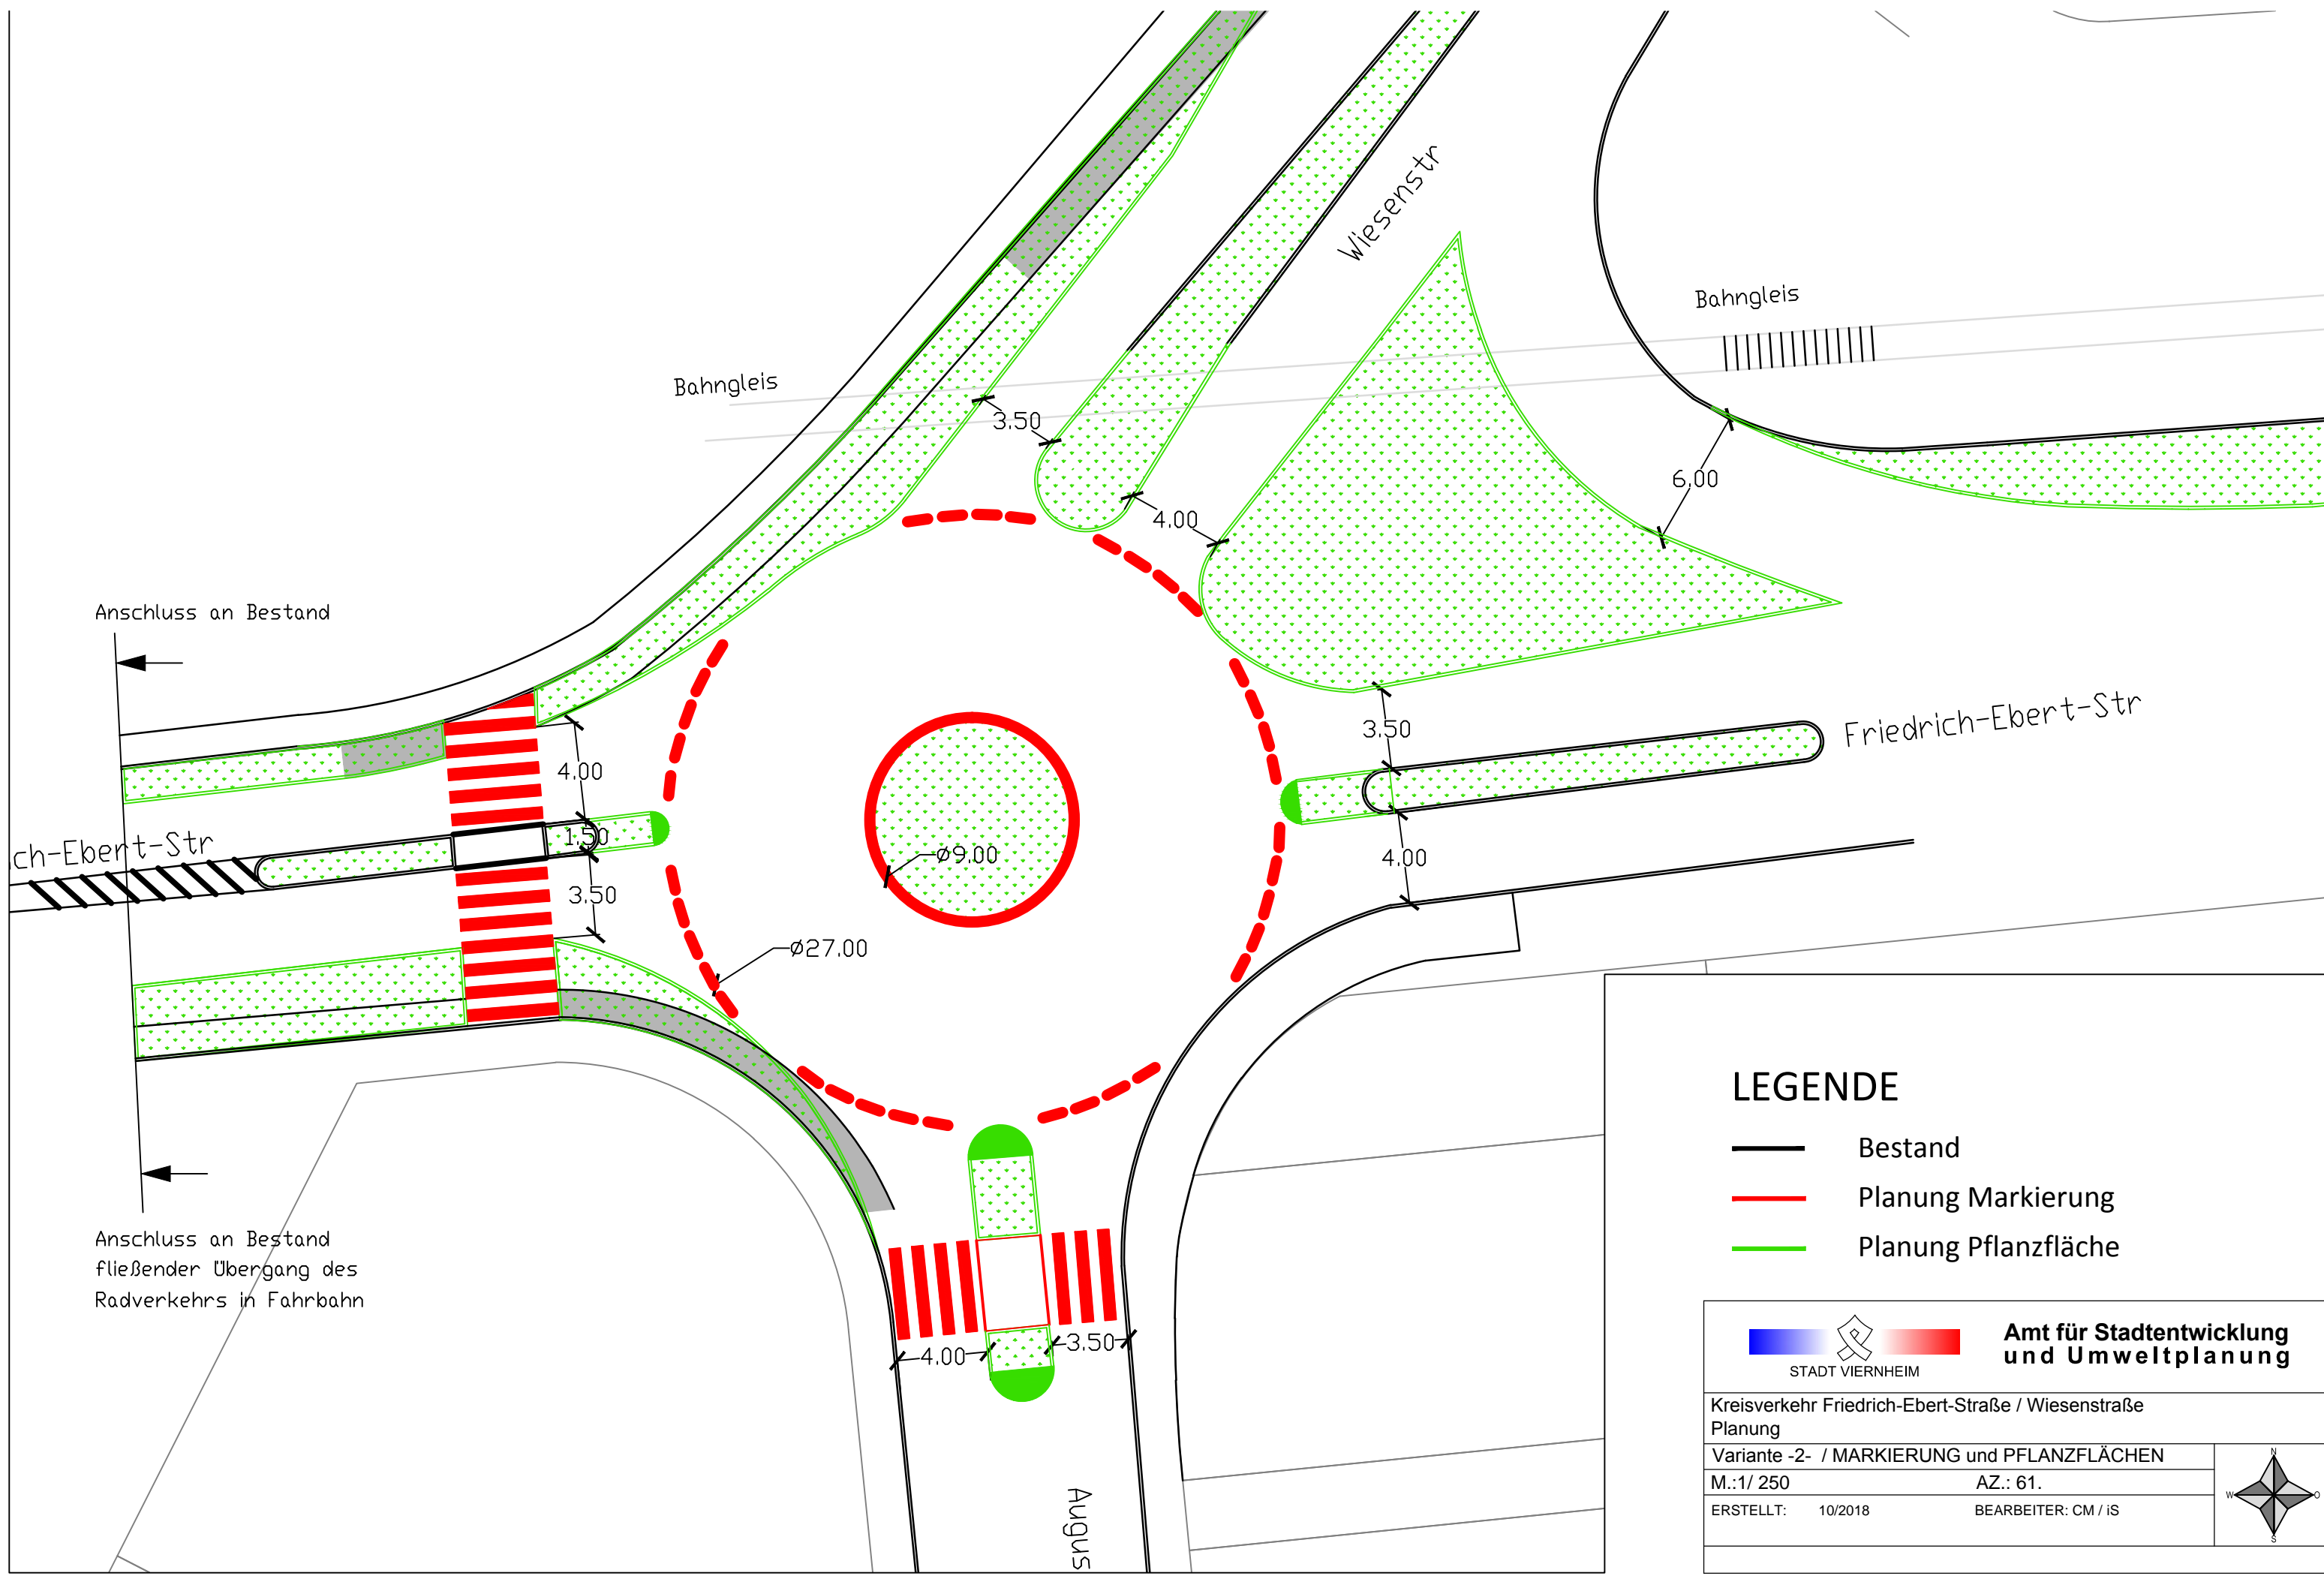 Wiesenstr
Bahngleis
Bahngleis
3.50
6.00
4.00
Anschluss an Bestand
3.50
Friedrich-Ebert-Str
4.00
ch-Ebert-Str
1.50
ø9.00
4.00
3.50
ø27.00
Anschluss an Bestand
fließender Übergang des
Radverkehrs in Fahrbahn
4.00
3.50
Augus
LEGENDE
Bestand
Planung Markierung
Planung Pflanzfläche
STADT VIERNHEIM
Amt für Stadtentwicklung
und Umweltplanung
Kreisverkehr Friedrich-Ebert-Straße / Wiesenstraße
Planung
Variante -2- / MARKIERUNG und PFLANZFLÄCHEN
M.:1/ 250 AZ.: 61.
ERSTELLT: 10/2018 BEARBEITER: CM / iS
N
W O
S